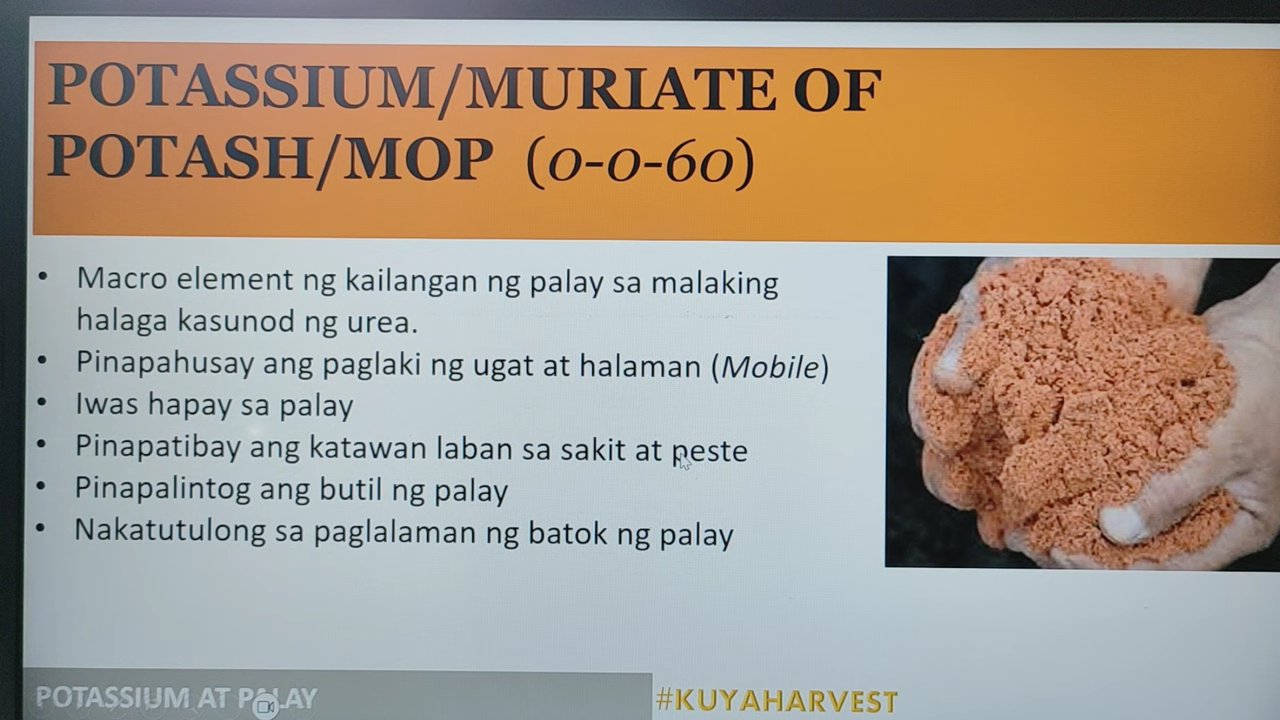 POTASSIUM/MURIATE OF
POTASH/MOP (0-0-60)
• Macro element ng kailangan ng palay sa malaking
halaga kasunod ng urea.
• Pinapahusay ang paglaki ng ugat at halaman (Mobile)
• Iwas hapay sa palay
• Pinapatibay ang katawan laban sa sakit at peste
• Pinapalintog ang butil ng palay
• Nakatutulong sa paglalaman ng batok ng palay
POTASSIUM AT PALAY
#KUYAHARVEST